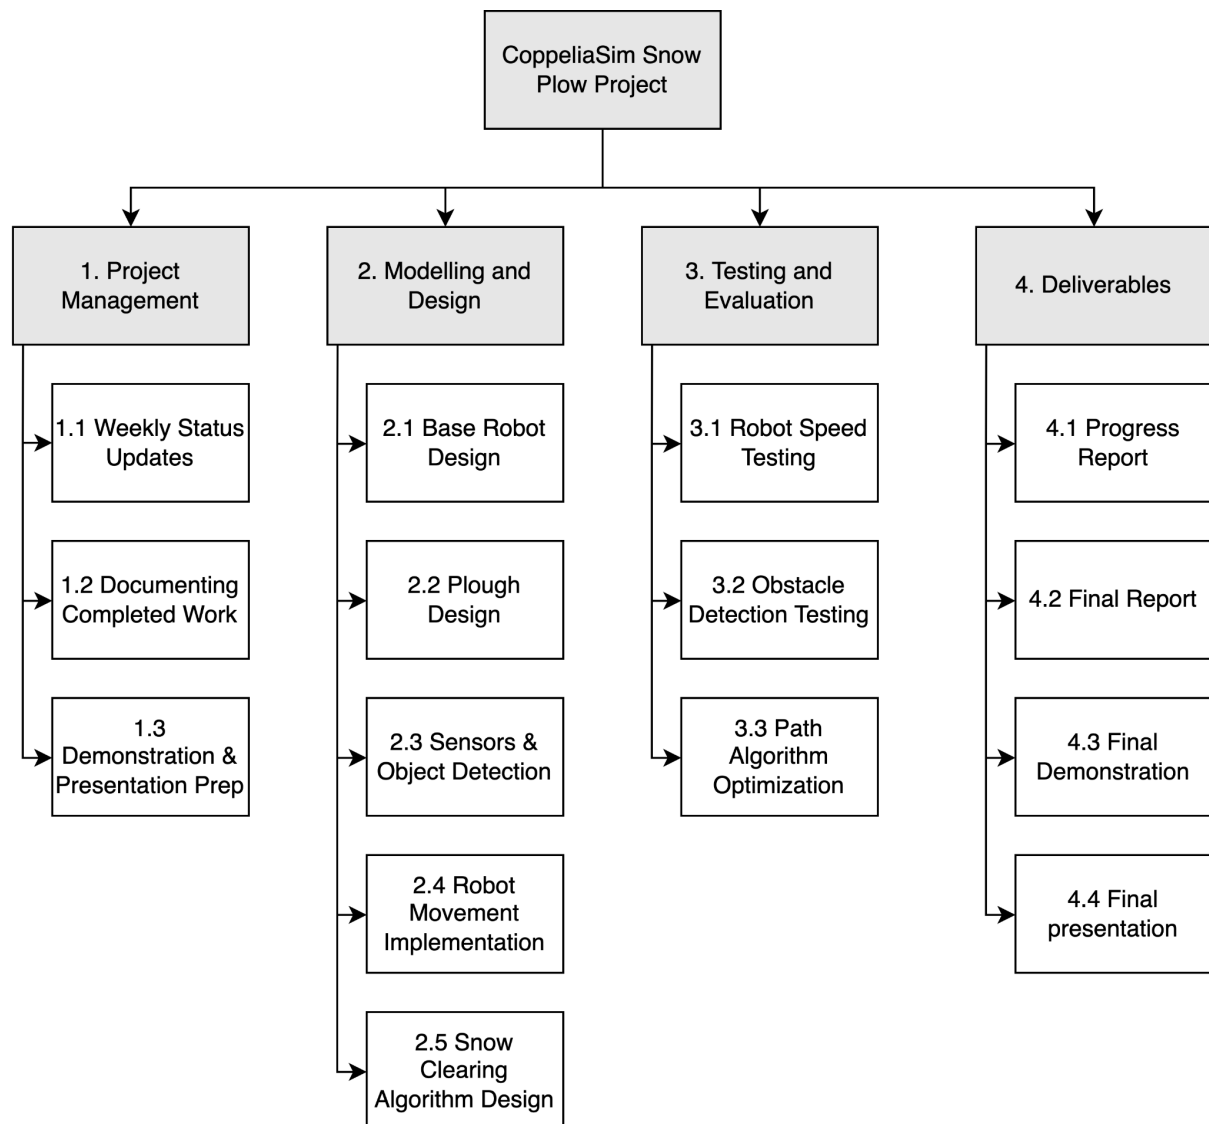 CoppeliaSim Snow
Plow Project
1. Project
Management
2. Modelling and
Design
3. Testing and
Evaluation
4. Deliverables
1.1 Weekly Status
Updates
2.1 Base Robot
Design
3.1 Robot Speed
Testing
4.1 Progress
Report
1.2 Documenting
Completed Work
2.2 Plough
Design
3.2 Obstacle
Detection Testing
4.2 Final Report
1.3
Demonstration &
Presentation Prep
2.3 Sensors &
Object Detection
3.3 Path
Algorithm
Optimization
4.3 Final
Demonstration
2.4 Robot
Movement
Implementation
4.4 Final
presentation
2.5 Snow
Clearing
Algorithm Design